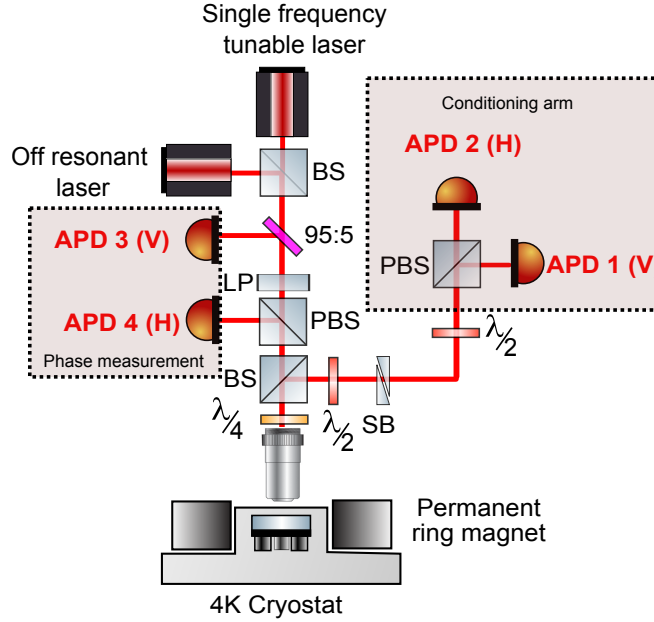 Single frequency
tunable laser
Conditioning arm
APD 2 (H)
BS
Off resonant
laser
APD 3 (V)
95:5
PBS
APD 1 (V
LP
APD 4 (H)
PBS
λ/2
Phase measurement
BS
λ/4
λ/2
SB
Permanent
ring magnet
4K Cryostat